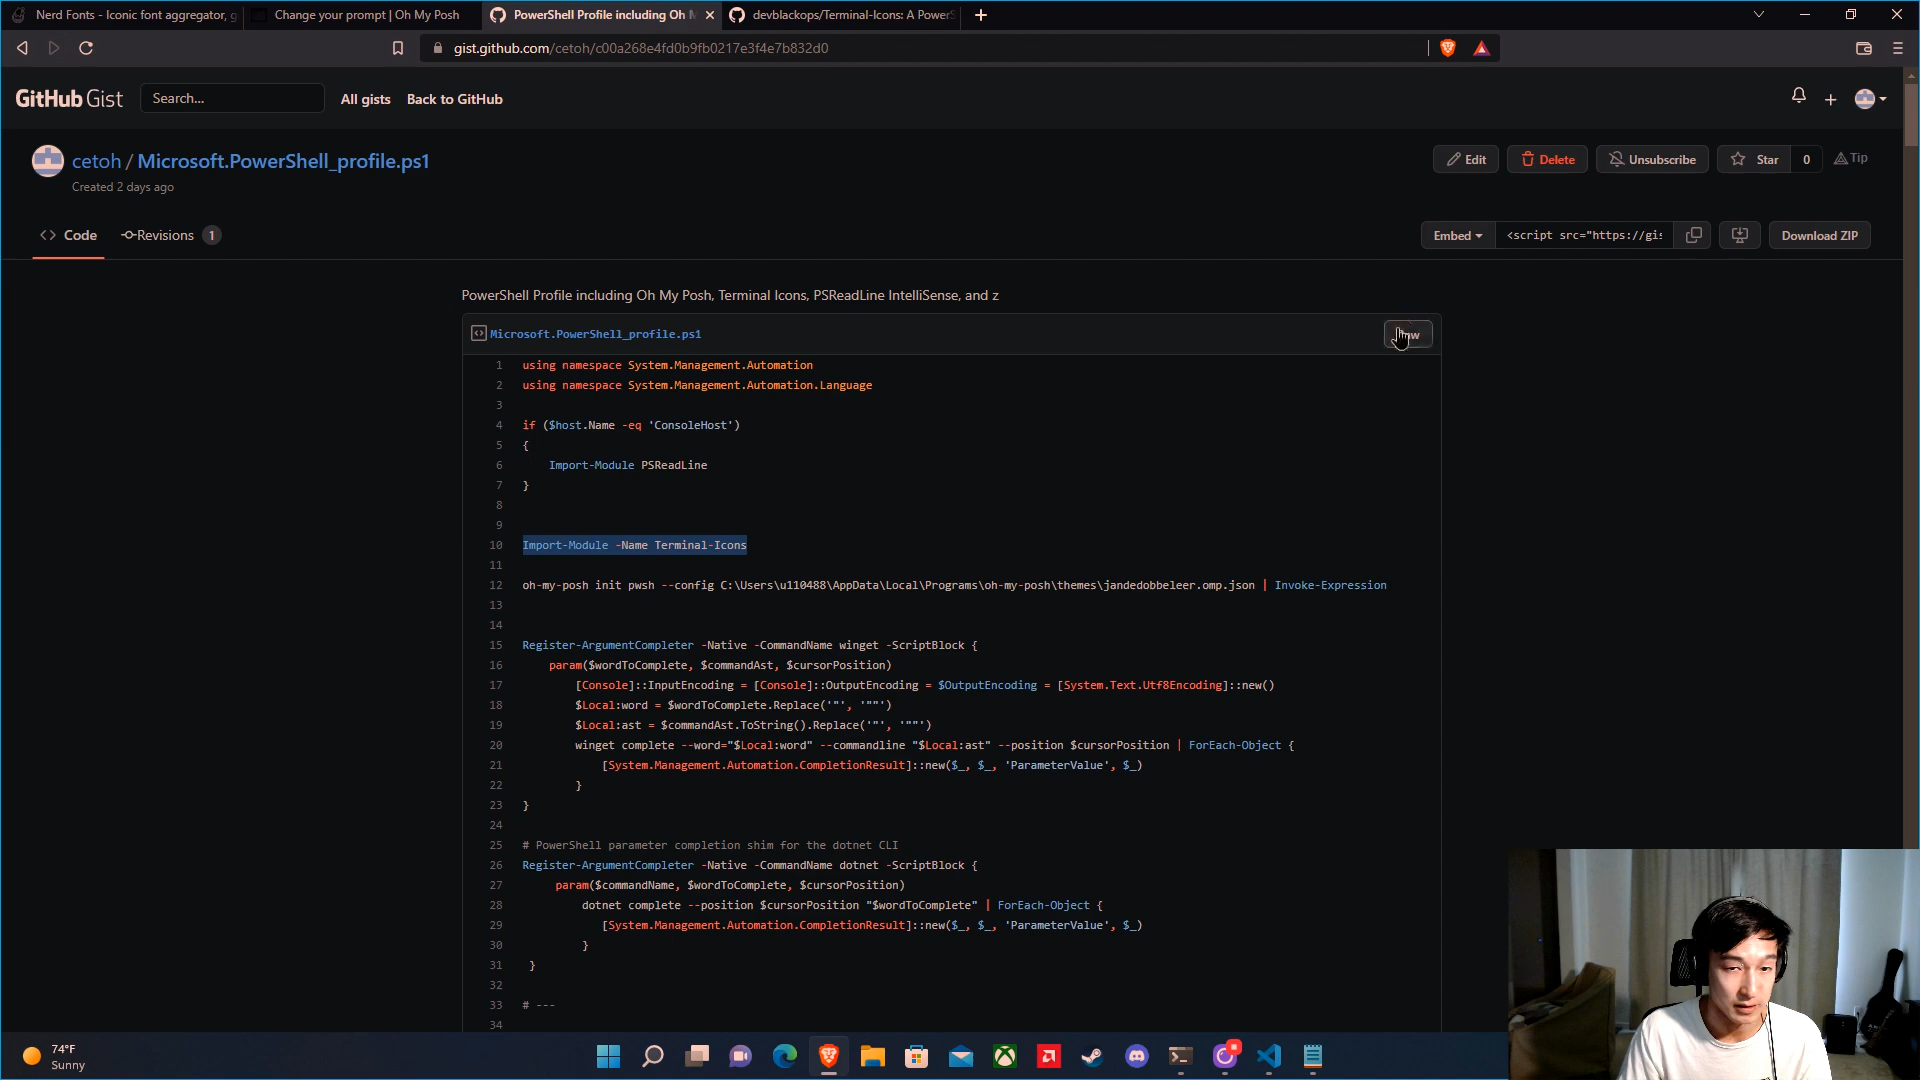 Nerd Fonts - Iconic font aggregator, g
Change your prompt | Oh My Posh
PowerShell Profile including Oh M
devblackops/Terminal-Icons: A PowerS
gist.github.com/cetoh/c00a268e4fd0b9fb0217e3f4e7b832d0
GitHub Gist
Search...
All gists
Back to GitHub
cetoh / Microsoft.PowerShell_profile.ps1
Created 2 days ago
Edit
Delete
Unsubscribe
Star
0
Tip
Code
Revisions 1
Embed
<script src="https://gis
Download ZIP
PowerShell Profile including Oh My Posh, Terminal Icons, PSReadLine IntelliSense, and z
Microsoft.PowerShell_profile.ps1
1 using namespace System.Management.Automation
2 using namespace System.Management.Automation.Language
3
4 if ($host.Name -eq 'ConsoleHost')
5 {
6 Import-Module PSReadLine
7 }
8
9
10 Import-Module -Name Terminal-Icons
11
12 oh-my-posh init pwsh --config C:\Users\u110488\AppData\Local\Programs\oh-my-posh\themes\jandedobbeleer.omp.json | Invoke-Expression
13
14
15 Register-ArgumentCompleter -Native -CommandName winget -ScriptBlock {
16 param($wordToComplete, $commandAst, $cursorPosition)
17 [Console]::InputEncoding = [Console]::OutputEncoding = $OutputEncoding = [System.Text.Utf8Encoding]::new()
18 $Local:word = $wordToComplete.Replace('"', '""')
19 $Local:ast = $commandAst.ToString().Replace('"', '""')
20 winget complete --word="$Local:word" --commandline "$Local:ast" --position $cursorPosition | ForEach-Object {
21 [System.Management.Automation.CompletionResult]::new($_, $_, 'ParameterValue', $_)
22 }
23 }
24
25 # PowerShell parameter completion shim for the dotnet CLI
26 Register-ArgumentCompleter -Native -CommandName dotnet -ScriptBlock {
27 param($commandName, $wordToComplete, $cursorPosition)
28 dotnet complete --position $cursorPosition "$wordToComplete" | ForEach-Object {
29 [System.Management.Automation.CompletionResult]::new($_, $_, 'ParameterValue', $_)
30 }
31 }
32
33 # ---
34
74°F
Sunny